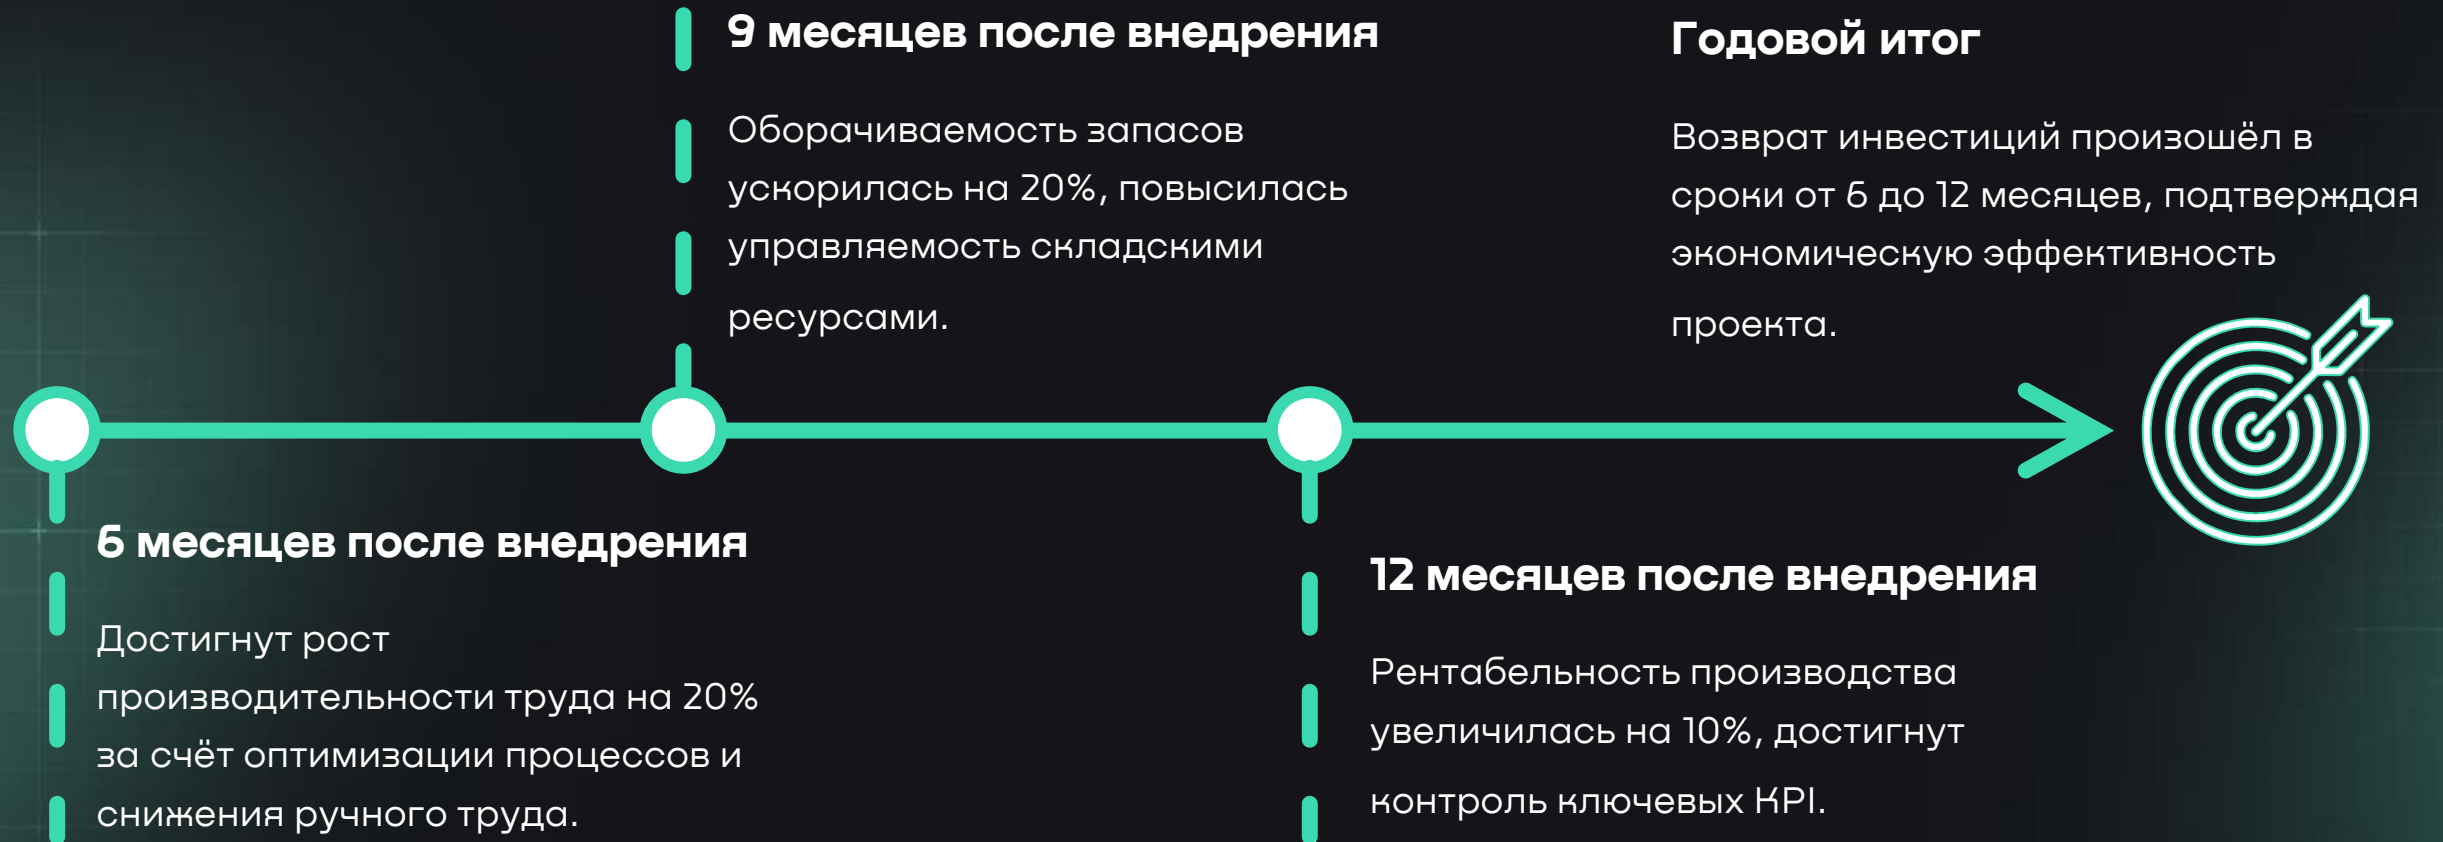 9 месяцев после внедрения
Оборачиваемость запасов
ускорилась на 20%, повысилась
управляемость складскими
ресурсами.
Годовой итог
Возврат инвестиций произошёл в
сроки от 6 до 12 месяцев, подтверждая
экономическую эффективность
проекта.
6 месяцев после внедрения
Достигнут рост
производительности труда на 20%
за счёт оптимизации процессов и
снижения ручного труда.
12 месяцев после внедрения
Рентабельность производства
увеличилась на 10%, достигнут
контроль ключевых KPI.